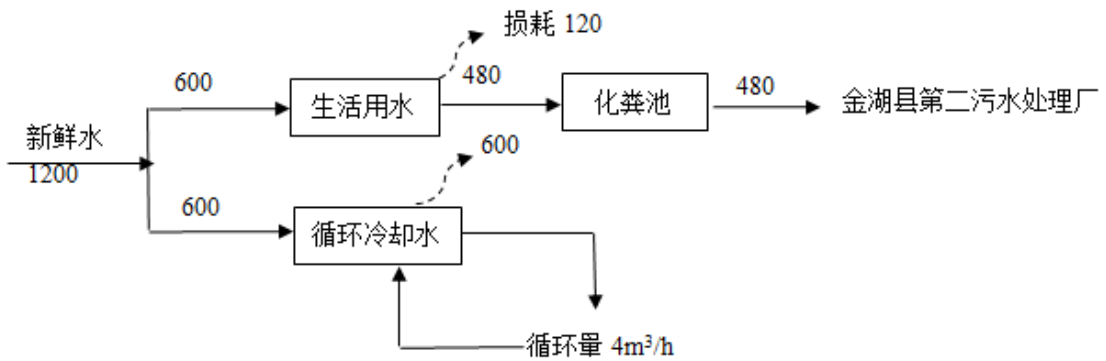 损耗 120
600
480
480
生活用水
化粪池
金湖县第二污水处理厂
新鲜水
1200
600
600
循环冷却水
循环量 4m³/h